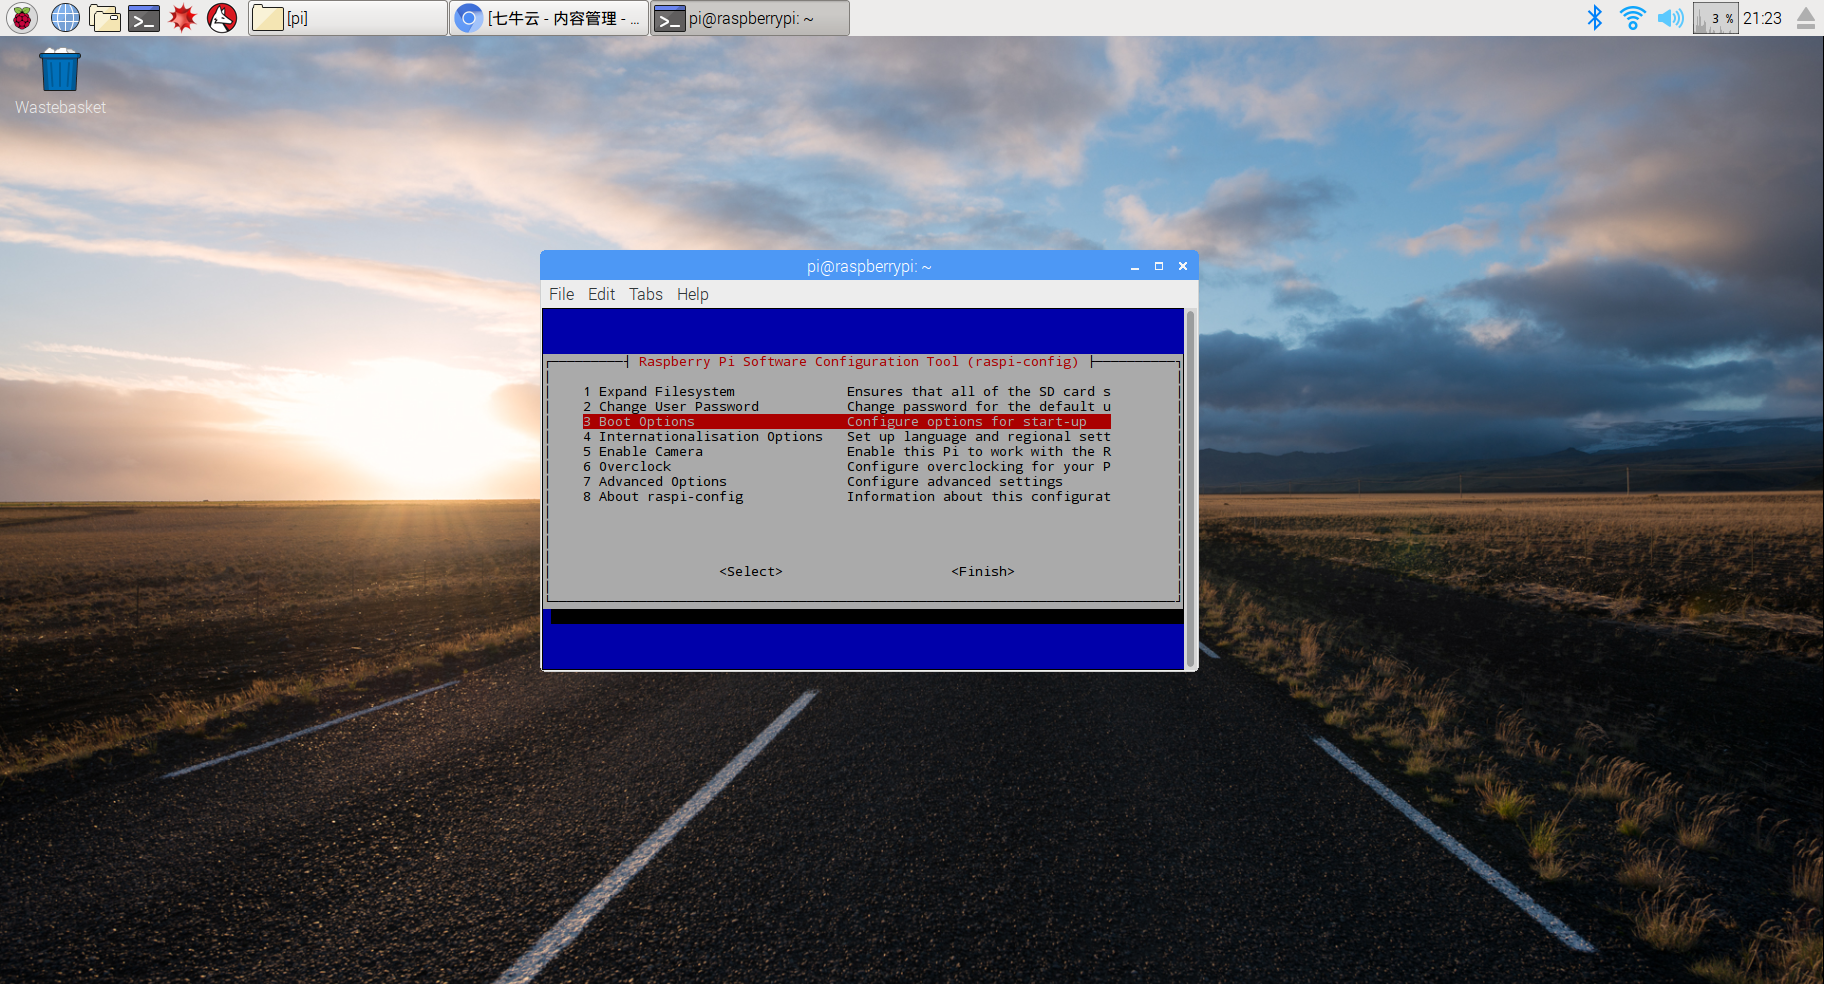 [pi]
[七牛云 - 内容管理 - ...
pi@raspberrypi: ~
3 %
21:23
Wastebasket
pi@raspberrypi: ~
File Edit Tabs Help
Raspberry Pi Software Configuration Tool (raspi-config)
1 Expand Filesystem Ensures that all of the SD card s
2 Change User Password Change password for the default u
3 Boot Options Configure options for start-up
4 Internationalisation Options Set up language and regional sett
5 Enable Camera Enable this Pi to work with the R
6 Overclock Configure overclocking for your P
7 Advanced Options Configure advanced settings
8 About raspi-config Information about this configurat
<Select> <Finish>